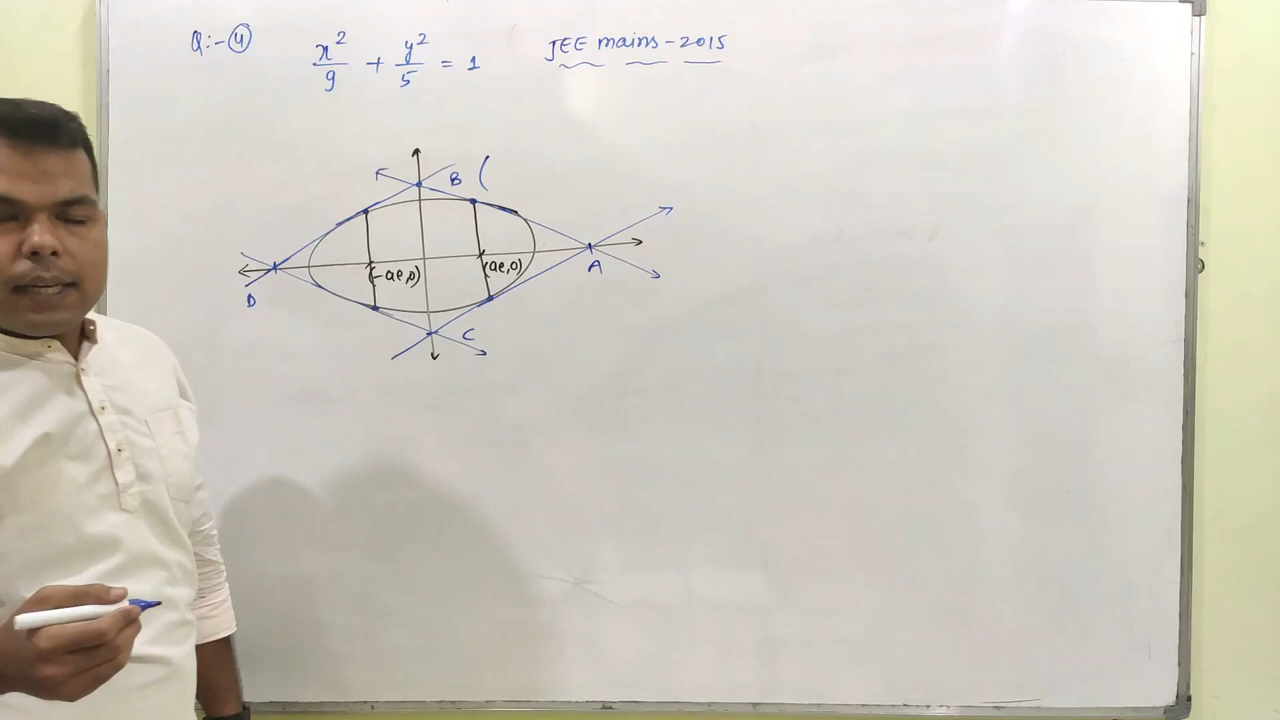 Q:- 4 x²/9 + y²/5 = 1 JEE mains - 2015
B (
(-ae,0) (ae,0) A
D
C